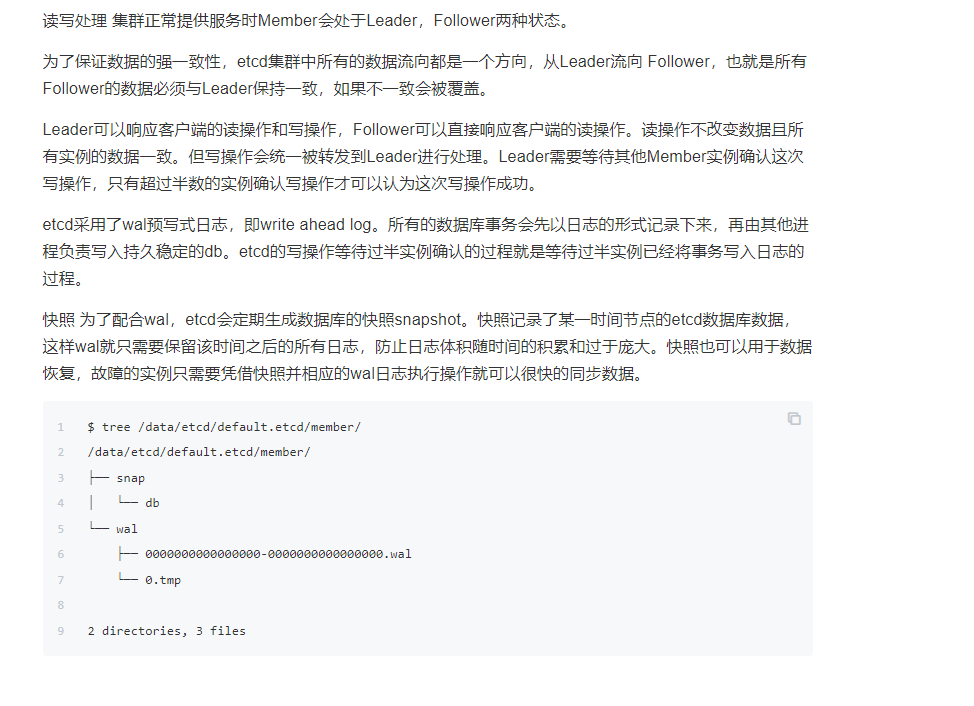 读写处理 集群正常提供服务时Member会处于Leader，Follower两种状态。
为了保证数据的强一致性，etcd集群中所有的数据流向都是一个方向，从Leader流向 Follower，也就是所有
Follower的数据必须与Leader保持一致，如果不一致会被覆盖。
Leader可以响应客户端的读操作和写操作，Follower可以直接响应客户端的读操作。读操作不改变数据且所
有实例的数据一致。但写操作会统一被转发到Leader进行处理。Leader需要等待其他Member实例确认这次
写操作，只有超过半数的实例确认写操作才可以认为这次写操作成功。
etcd采用了wal预写式日志，即write ahead log。所有的数据库事务会先以日志的形式记录下来，再由其他进
程负责写入持久稳定的db。etcd的写操作等待过半实例确认的过程就是等待过半实例已经将事务写入日志的
过程。
快照 为了配合wal，etcd会定期生成数据库的快照snapshot。快照记录了某一时间节点的etcd数据库数据，
这样wal就只需要保留该时间之后的所有日志，防止日志体积随时间的积累和过于庞大。快照也可以用于数据
恢复，故障的实例只需要凭借快照并相应的wal日志执行操作就可以很快的同步数据。
1 $ tree /data/etcd/default.etcd/member/
2 /data/etcd/default.etcd/member/
3 ├── snap
4 │   └── db
5 └── wal
6     ├── 0000000000000000-0000000000000000.wal
7     └── 0.tmp
8
9 2 directories, 3 files